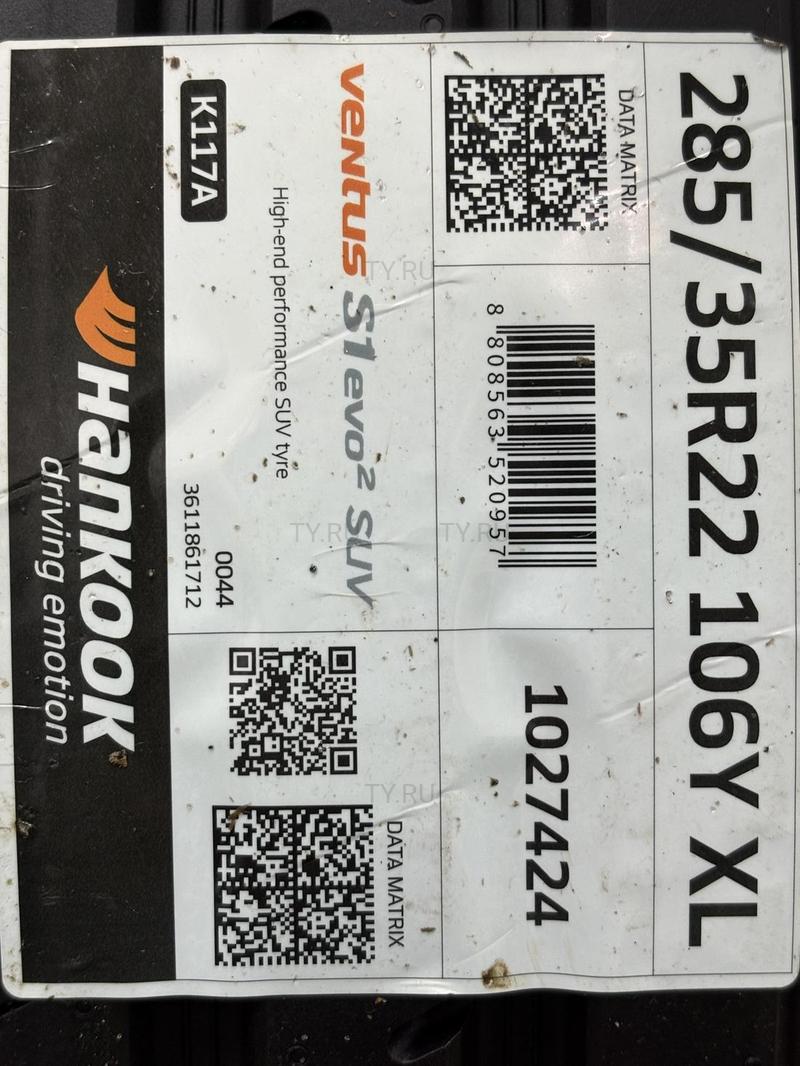 285/35R22 106Y XL
DATA MATRIX
8 808563 520957
1027424
ventus S1 evo² SUV
High-end performance SUV tyre
K117A
0044
3611861712
DATA MATRIX
Hankook
driving emotion
TY.RU
TY.RU
TY.RU
TY.RU